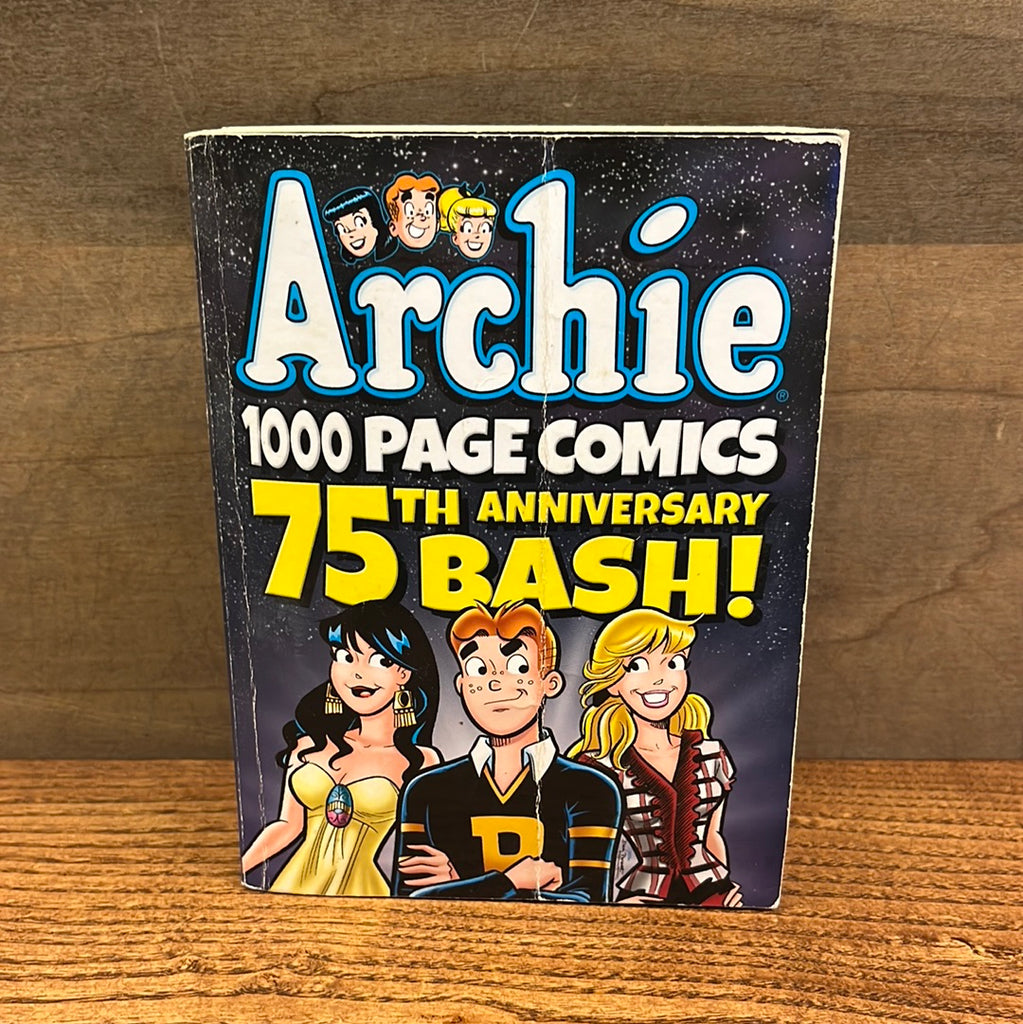 Archie®
1000 PAGE COMICS
75TH ANNIVERSARY
BASH!
R